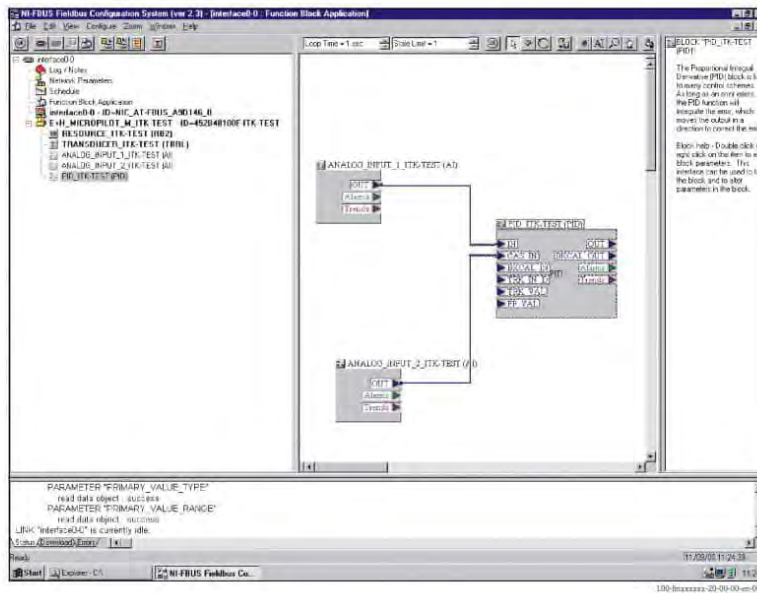 NI-FBUS Fieldbus Configuration System (ver 2.3) - [interface0-0 : Function Block Application]
File Edit View Configure Zoom Window Help
Loop Time = 1 sec
Stale Limit = 1
interface0-0
Log / Notes
Network Parameters
Schedule
Function Block Application
interface0-0 - ID=NIC_AT-FBUS_A9D146_0
E+H_MICROPILOT_M_ITK TEST
RESOURCE_ITK-TEST (RB2)
TRANSDUCER_ITK-TEST (TRBL)
ANALOG_INPUT_1_ITK-TEST (AI)
ANALOG_INPUT_2_ITK-TEST (AI)
PID_ITK-TEST (PID)
ANALOG_INPUT_1_ITK-TEST (AI)
OUT
Alarms
Trends
PID_ITK-TEST (PID)
IN OUT
CAS_IN BKCAL_OUT
BKCAL_IN Alarms
PID
TRK_IN_D Trends
TRK_VAL
FF_VAL
ANALOG_INPUT_2_ITK-TEST (AI)
OUT
Alarms
Trends
BLOCK "PID_ITK-TEST
(PID)"
The Proportional Integral
Derivative (PID) block is
to many control schemes.
As long as an error exists,
the PID function will
integrate the error, which
moves the output in a
direction to correct the
Block help - Double click
right click on the item to
block parameters. This
interface can be used to
the block and to alter
parameters in the block.
PARAMETER "PRIMARY_VALUE_TYPE"
read data object : success
PARAMETER "PRIMARY_VALUE_RANGE"
read data object : success
LINK "interface0-0" is currently idle.
Status Download Errors
Ready
Start
Explorer - C:\
NI-FBUS Fieldbus Co...